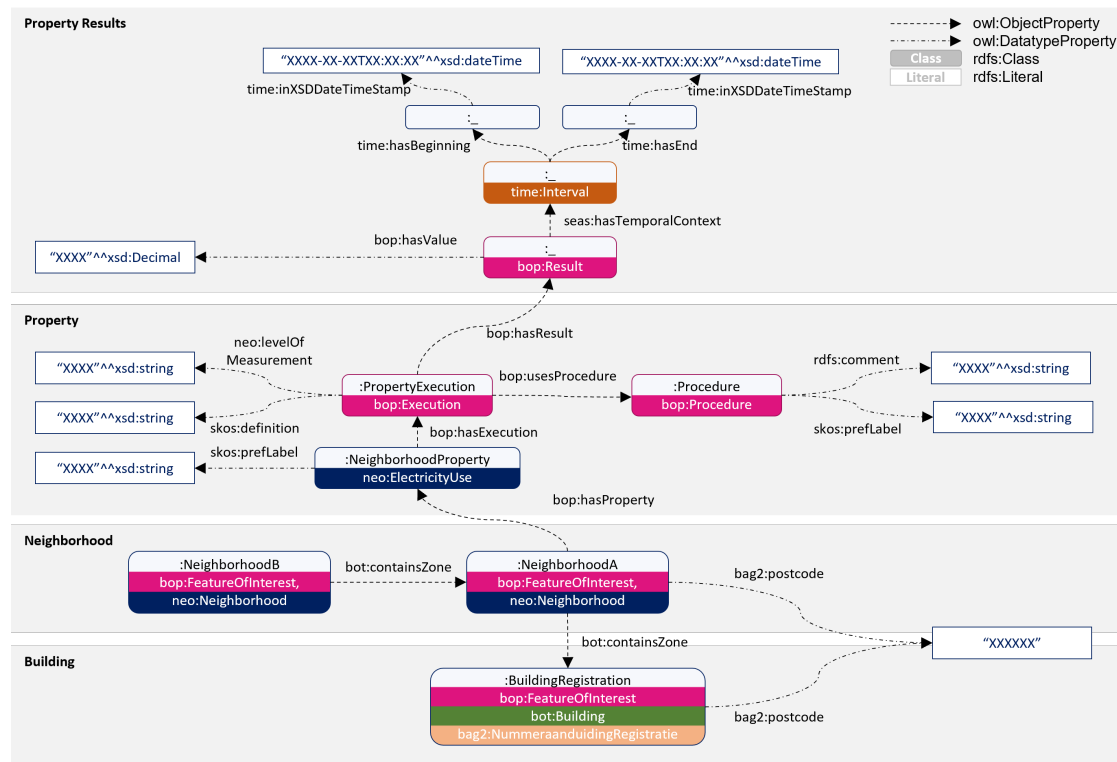 Property Results
owl:ObjectProperty
owl:DatatypeProperty
Class
rdfs:Class
Literal
rdfs:Literal
“XXXX-XX-XXTXX:XX:XX”^^xsd:dateTime
“XXXX-XX-XXTXX:XX:XX”^^xsd:dateTime
time:inXSDDateTimeStamp
time:inXSDDateTimeStamp
:_
:_
time:hasBeginning
time:hasEnd
:_
time:Interval
seas:hasTemporalContext
bop:hasValue
:_
“XXXX”^^xsd:Decimal
bop:Result
Property
bop:hasResult
neo:levelOf
Measurement
rdfs:comment
“XXXX”^^xsd:string
bop:usesProcedure
“XXXX”^^xsd:string
:PropertyExecution
bop:Execution
:Procedure
bop:Procedure
“XXXX”^^xsd:string
“XXXX”^^xsd:string
skos:definition
bop:hasExecution
skos:prefLabel
skos:prefLabel
“XXXX”^^xsd:string
:NeighborhoodProperty
neo:ElectricityUse
bop:hasProperty
Neighborhood
:NeighborhoodB
bop:FeatureOfInterest,
neo:Neighborhood
bot:containsZone
:NeighborhoodA
bop:FeatureOfInterest,
neo:Neighborhood
bag2:postcode
bot:containsZone
“XXXXXX”
Building
:BuildingRegistration
bop:FeatureOfInterest
bot:Building
bag2:NummeraanduidingRegistratie
bag2:postcode